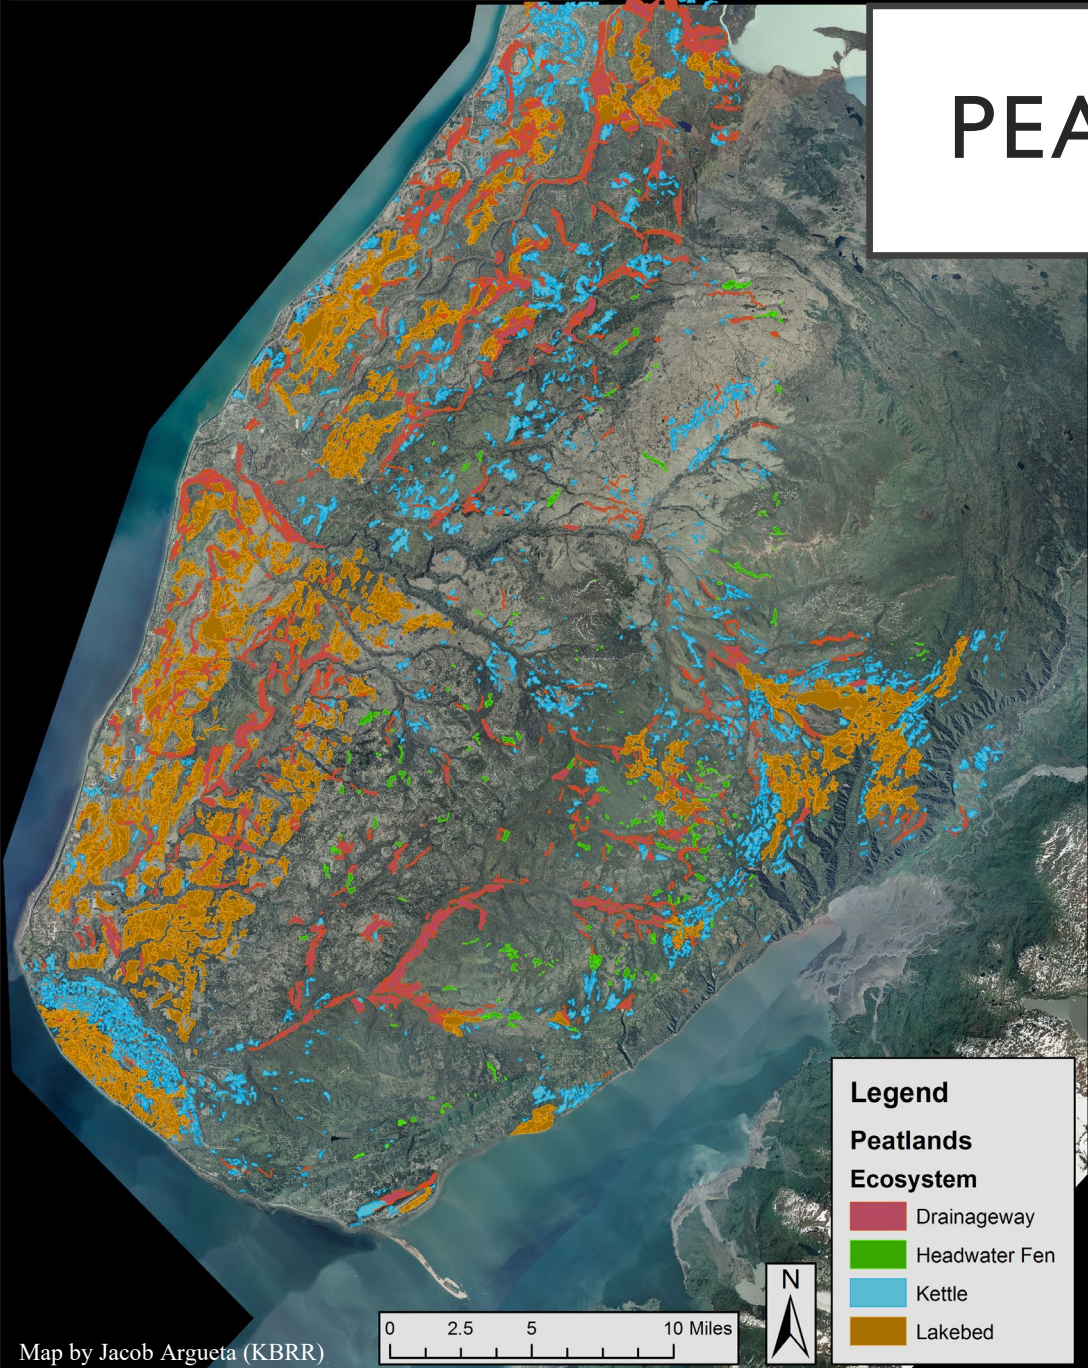 PEA
Legend
Peatlands
Ecosystem
Drainageway
Headwater Fen
Kettle
Lakebed
N
0 2.5 5 10 Miles
Map by Jacob Argueta (KBRR)